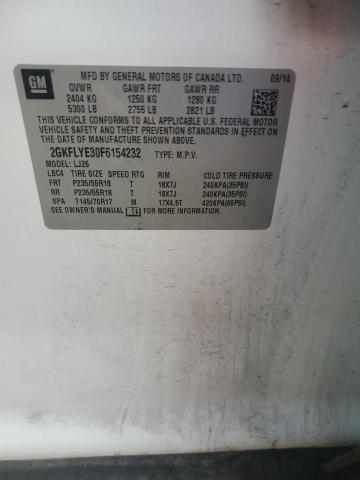 GM
MFD BY GENERAL MOTORS OF CANADA LTD. 09/14
GVWR GAWR FRT GAWR RR
2404 KG 1250 KG 1280 KG
5300 LB 2755 LB 2821 LB
THIS VEHICLE CONFORMS TO ALL APPLICABLE U.S. FEDERAL MOTOR
VEHICLE SAFETY AND THEFT PREVENTION STANDARDS IN EFFECT ON THE
DATE OF MANUFACTURE SHOWN ABOVE.
2GKFLYE30F6154232 TYPE: M.P.V.
MODEL: LJ26
LBC4 TIRE SIZE SPEED RTG RIM COLD TIRE PRESSURE
FRT P235/55R18 T 18X7J 240KPA(35PSI)
RR P235/55R18 T 18X7J 240KPA(35PSI)
SPA T145/70R17 M 17X4.5T 420KPA(60PSI)
SEE OWNER'S MANUAL FOR ADDITIONAL INFORMATION.